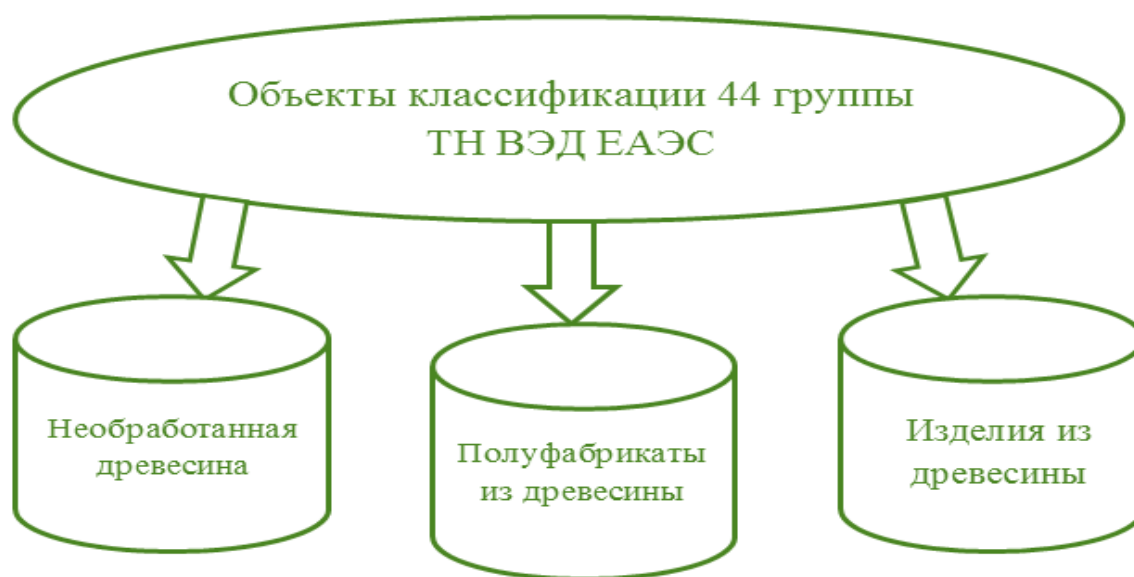 Объекты классификации 44 группы
ТН ВЭД ЕАЭС
Необработанная
древесина
Полуфабрикаты
из древесины
Изделия из
древесины